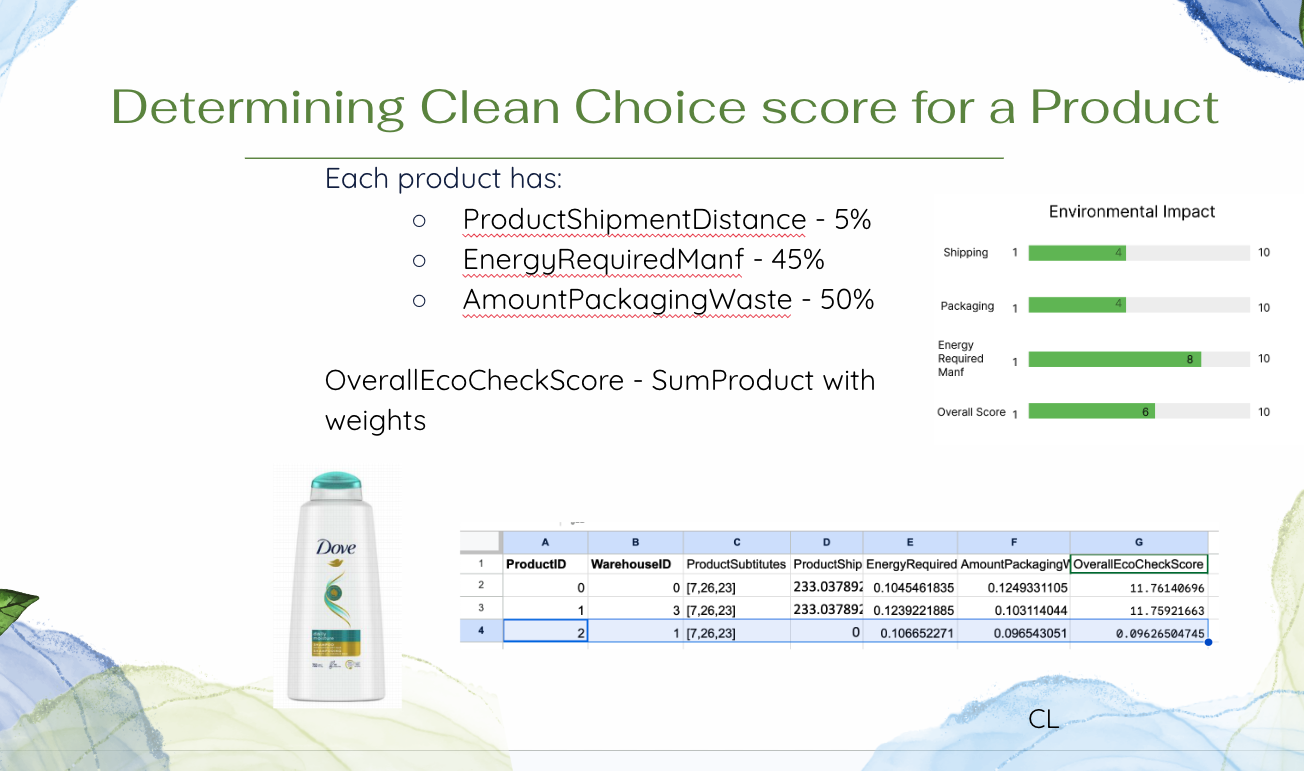 Determining Clean Choice score for a Product
Each product has:
○ ProductShipmentDistance - 5%
○ EnergyRequiredManf - 45%
○ AmountPackagingWaste - 50%
OverallEcoCheckScore - SumProduct with
weights
Environmental Impact
Shipping 1 4 10
Packaging 1 4 10
Energy
Required
Manf
1 8 10
Overall Score 1 6 10
Dove
daily
moisture
A B C D E F G
1 ProductID WarehouseID ProductSubtitutes ProductShip EnergyRequired AmountPackagingW OverallEcoCheckScore
2 0 0 [7,26,23] 233.037892 0.1045461835 0.1249331105 11.76140696
3 1 3 [7,26,23] 233.037892 0.1239221885 0.103114044 11.75921663
4 2 1 [7,26,23] 0 0.106652271 0.096543051 0.09626504745
CL